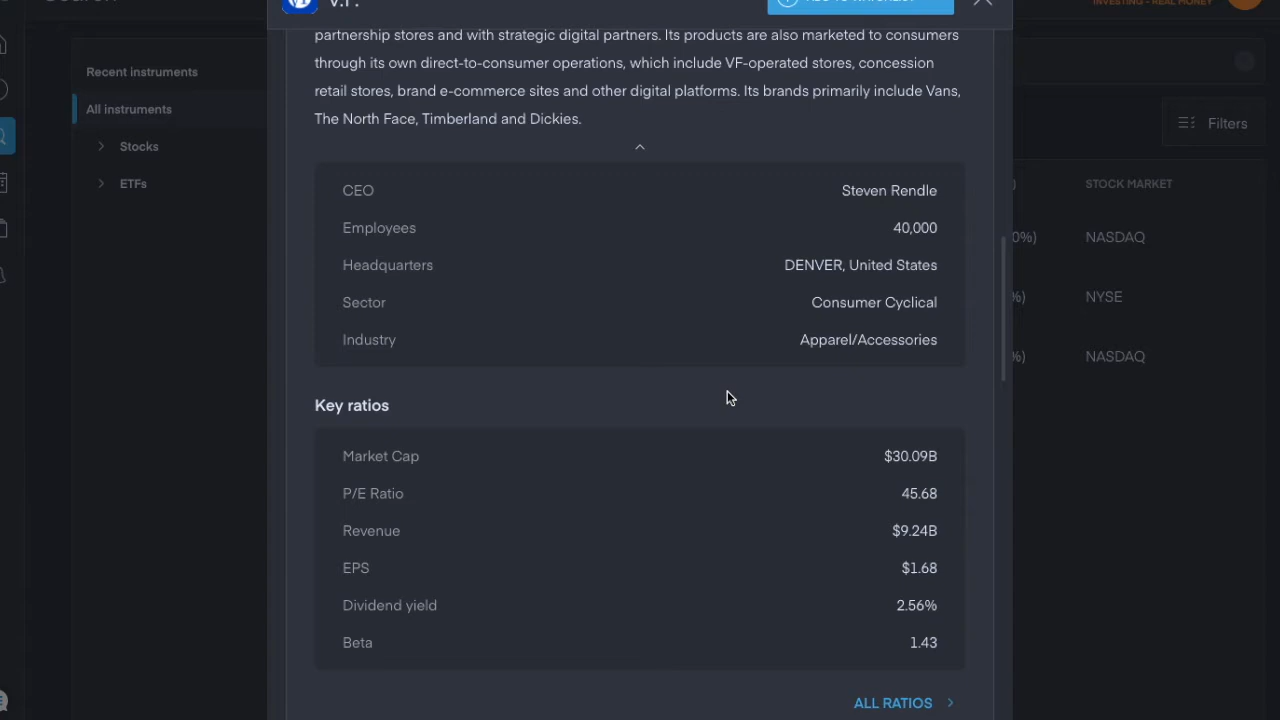 V.F.
INVESTING - REAL MONEY
partnership stores and with strategic digital partners. Its products are also marketed to consumers
through its own direct-to-consumer operations, which include VF-operated stores, concession
retail stores, brand e-commerce sites and other digital platforms. Its brands primarily include Vans,
The North Face, Timberland and Dickies.
Recent instruments
All instruments
Stocks
ETFs
Filters
CEO Steven Rendle
Employees 40,000
Headquarters DENVER, United States
Sector Consumer Cyclical
Industry Apparel/Accessories
Key ratios
Market Cap $30.09B
P/E Ratio 45.68
Revenue $9.24B
EPS $1.68
Dividend yield 2.56%
Beta 1.43
ALL RATIOS
STOCK MARKET
0%) NASDAQ
%) NYSE
%) NASDAQ